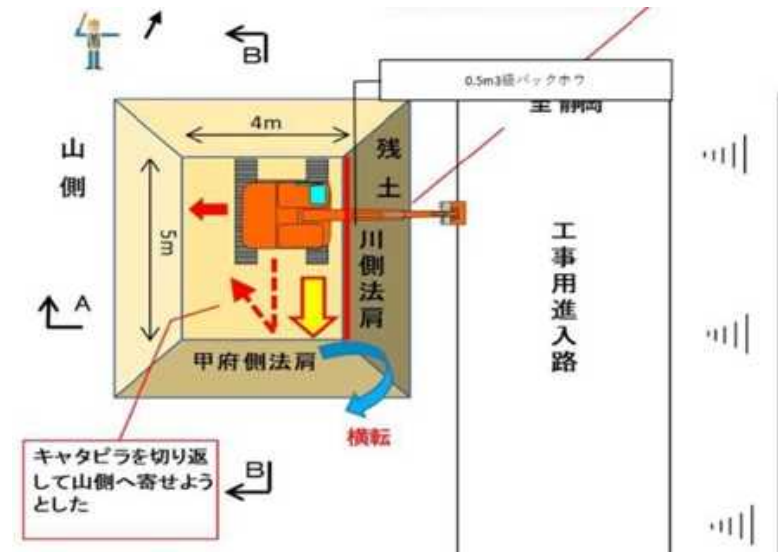 B
0.5m3級バックホウ
至 静岡
4m
山側
残土
5m
川側法肩
工事用進入路
A
甲府側法肩
横転
キャタピラを切り返
して山側へ寄せよう
とした
B